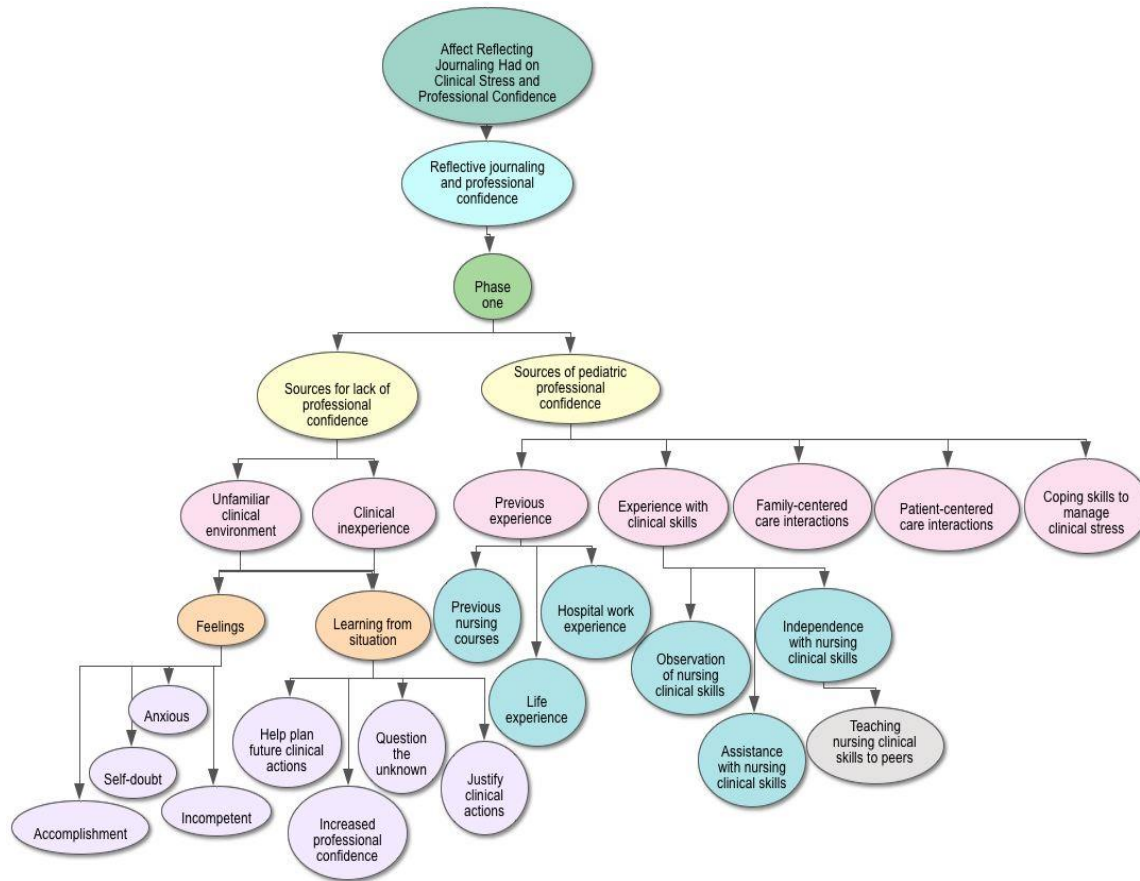 Affect Reflecting
Journaling Had on
Clinical Stress and
Professional Confidence
Reflective journaling
and professional
confidence
Phase
one
Sources for lack of
professional
confidence
Sources of pediatric
professional
confidence
Unfamiliar
clinical
environment
Clinical
inexperience
Previous
experience
Experience with
clinical skills
Family-centered
care interactions
Patient-centered
care interactions
Coping skills to
manage
clinical stress
Feelings
Learning from
situation
Previous
nursing
courses
Hospital work
experience
Life
experience
Observation
of nursing
clinical skills
Independence
with nursing
clinical skills
Assistance
with nursing
clinical skills
Teaching
nursing clinical
skills to peers
Anxious
Self-doubt
Accomplishment
Incompetent
Help plan
future clinical
actions
Question
the
unknown
Increased
professional
confidence
Justify
clinical
actions